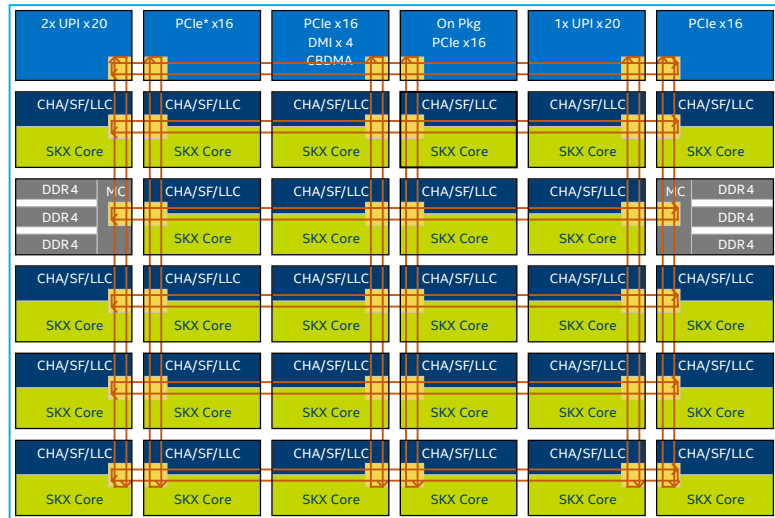 2x UPI x20 PCIe* x16 PCIe x16 On Pkg 1x UPI x20 PCIe x16
DMI x 4 PCIe x16
CBDMA
CHA/SF/LLC CHA/SF/LLC CHA/SF/LLC CHA/SF/LLC CHA/SF/LLC CHA/SF/LLC
SKX Core SKX Core SKX Core SKX Core SKX Core SKX Core
DDR4 MC CHA/SF/LLC CHA/SF/LLC CHA/SF/LLC CHA/SF/LLC MC DDR4
DDR4 DDR4
SKX Core SKX Core SKX Core SKX Core
DDR4 DDR4
CHA/SF/LLC CHA/SF/LLC CHA/SF/LLC CHA/SF/LLC CHA/SF/LLC CHA/SF/LLC
SKX Core SKX Core SKX Core SKX Core SKX Core SKX Core
CHA/SF/LLC CHA/SF/LLC CHA/SF/LLC CHA/SF/LLC CHA/SF/LLC CHA/SF/LLC
SKX Core SKX Core SKX Core SKX Core SKX Core SKX Core
CHA/SF/LLC CHA/SF/LLC CHA/SF/LLC CHA/SF/LLC CHA/SF/LLC CHA/SF/LLC
SKX Core SKX Core SKX Core SKX Core SKX Core SKX Core